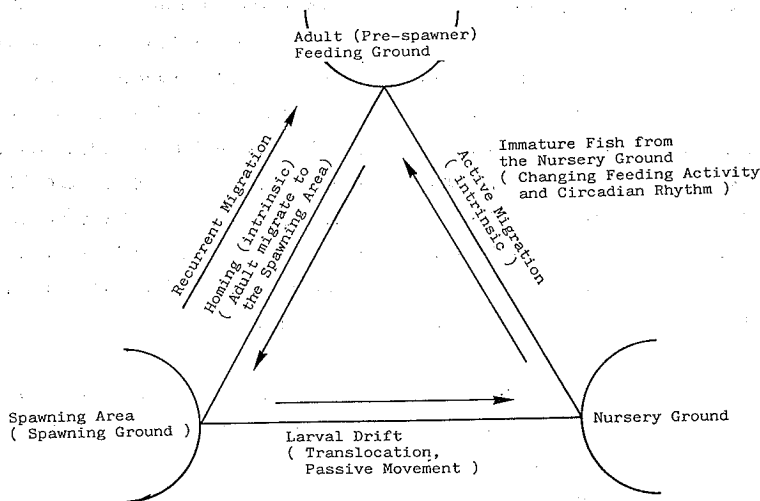 Adult (Pre-spawner)
Feeding Ground
Recurrent Migration
Homing (intrinsic)
( Adult migrate to
the Spawning Area)
Active Migration
( intrinsic )
Immature Fish from
the Nursery Ground
( Changing Feeding Activity
and Circadian Rhythm )
Spawning Area
( Spawning Ground )
Larval Drift
( Translocation,
Passive Movement )
Nursery Ground